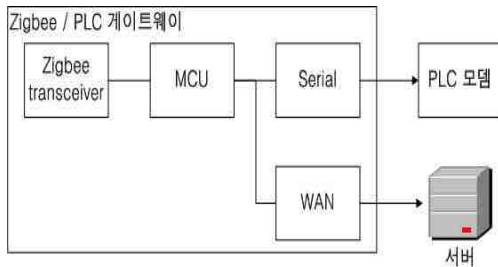 Zigbee / PLC 게이트웨이
Zigbee
transceiver
MCU
Serial
PLC 모뎀
WAN
서버